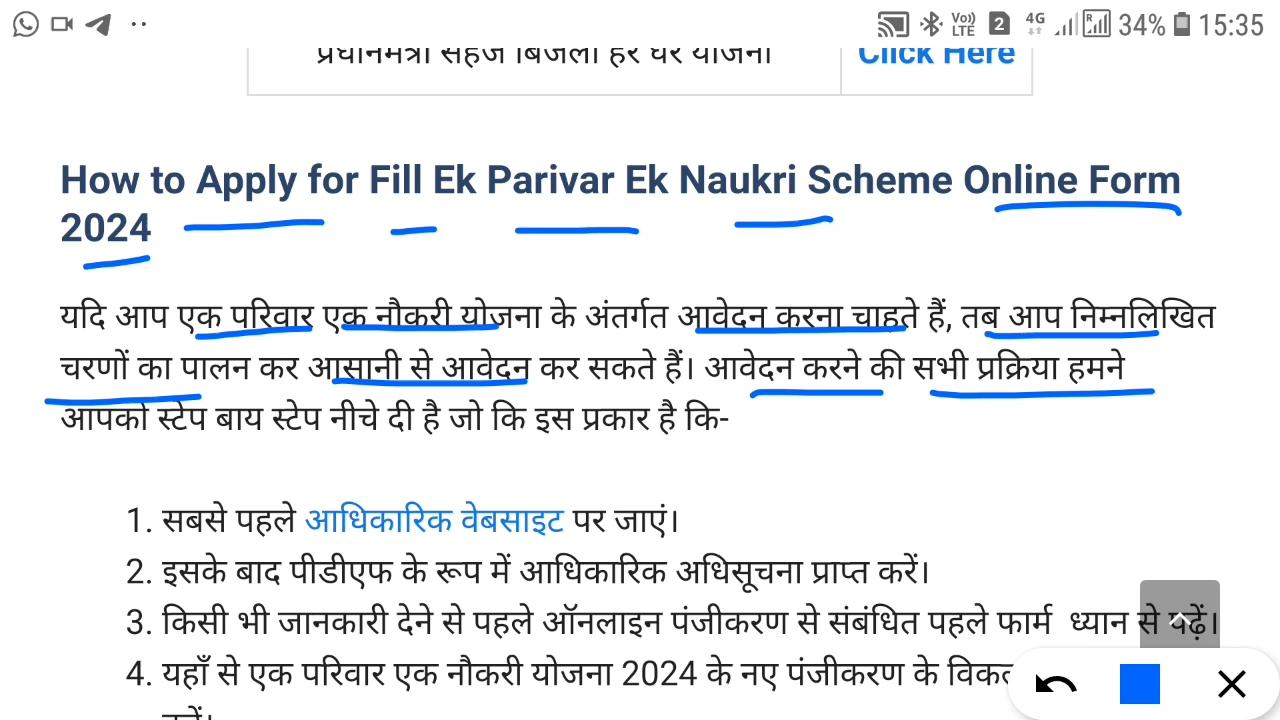 Vo)) LTE 2 4G R 34% 15:35
प्रधानमंत्री सहज बिजली हर घर योजना Click Here
How to Apply for Fill Ek Parivar Ek Naukri Scheme Online Form
2024
यदि आप एक परिवार एक नौकरी योजना के अंतर्गत आवेदन करना चाहते हैं, तब आप निम्नलिखित
चरणों का पालन कर आसानी से आवेदन कर सकते हैं। आवेदन करने की सभी प्रक्रिया हमने
आपको स्टेप बाय स्टेप नीचे दी है जो कि इस प्रकार है कि-
1. सबसे पहले आधिकारिक वेबसाइट पर जाएं।
2. इसके बाद पीडीएफ के रूप में आधिकारिक अधिसूचना प्राप्त करें।
3. किसी भी जानकारी देने से पहले ऑनलाइन पंजीकरण से संबंधित पहले फार्म ध्यान से पढ़ें।
4. यहाँ से एक परिवार एक नौकरी योजना 2024 के नए पंजीकरण के